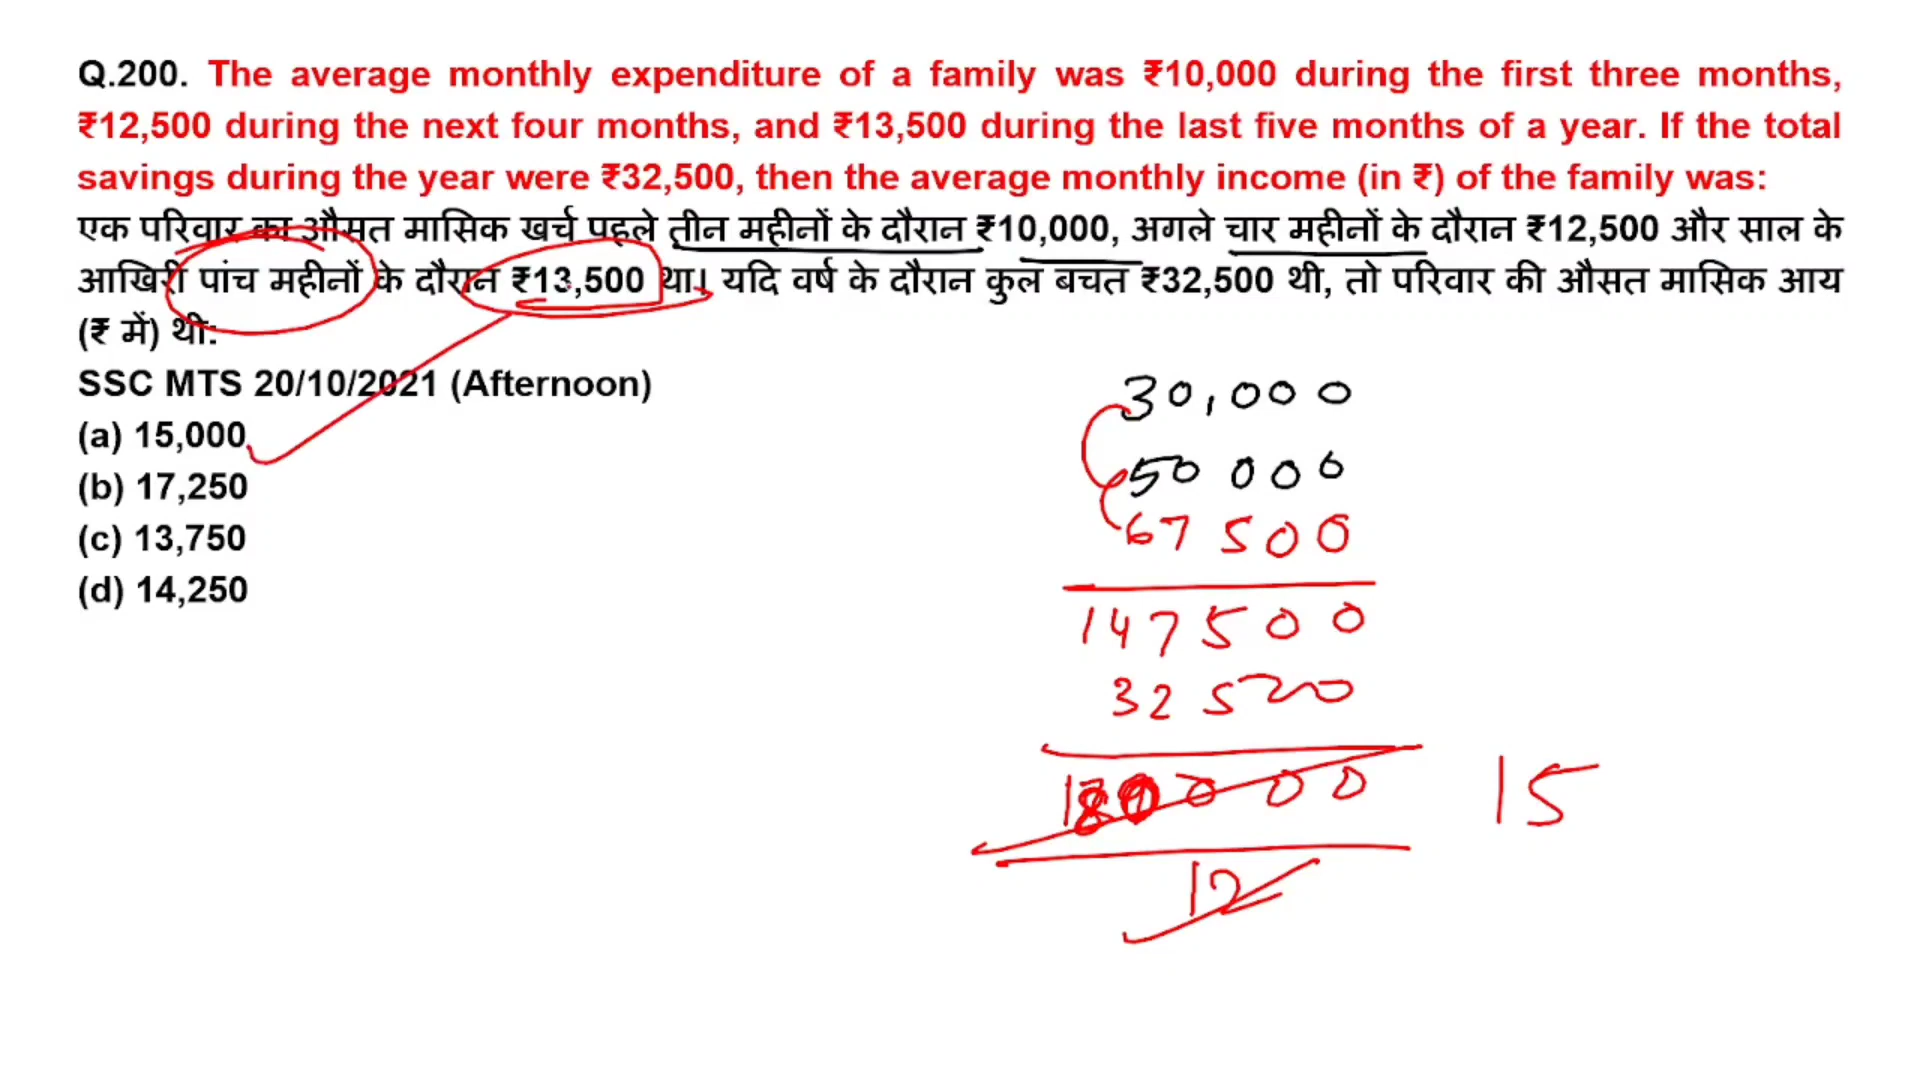 Q.200. The average monthly expenditure of a family was ₹10,000 during the first three months,
₹12,500 during the next four months, and ₹13,500 during the last five months of a year. If the total
savings during the year were ₹32,500, then the average monthly income (in ₹) of the family was:
एक परिवार का औसत मासिक खर्च पहले तीन महीनों के दौरान ₹10,000, अगले चार महीनों के दौरान ₹12,500 और साल के
आखिरी पांच महीनों के दौरान ₹13,500 था। यदि वर्ष के दौरान कुल बचत ₹32,500 थी, तो परिवार की औसत मासिक आय
(₹ में) थी:
SSC MTS 20/10/2021 (Afternoon)
(a) 15,000
(b) 17,250
(c) 13,750
(d) 14,250
30,000
50 000
67 500
147500
32500
180000
12
15